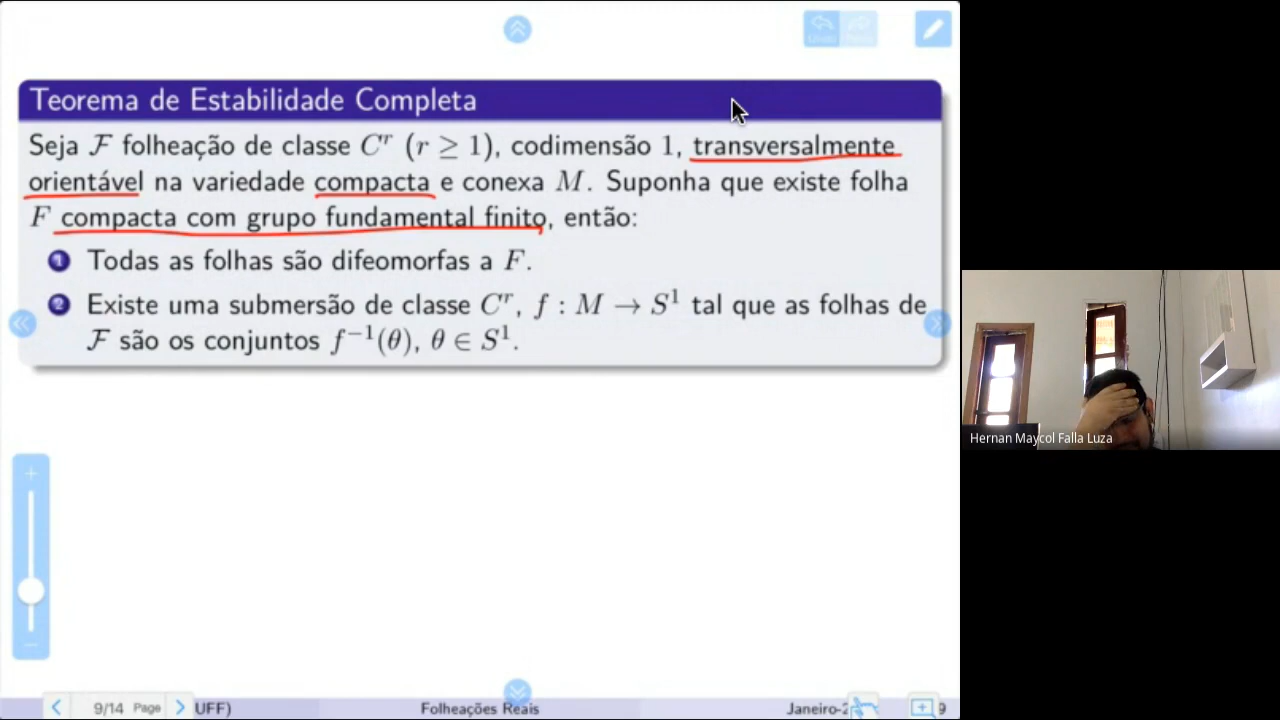 Teorema de Estabilidade Completa
Seja F folheação de classe Cʳ (r ≥ 1), codimensão 1, transversalmente
orientável na variedade compacta e conexa M. Suponha que existe folha
F compacta com grupo fundamental finito, então:
1 Todas as folhas são difeomorfas a F.
2 Existe uma submersão de classe Cʳ, f : M → S¹ tal que as folhas de
F são os conjuntos f⁻¹(θ), θ ∈ S¹.
Hernan Maycol Falla Luza
9/14 Page UFF) Folheações Reais Janeiro-2 9